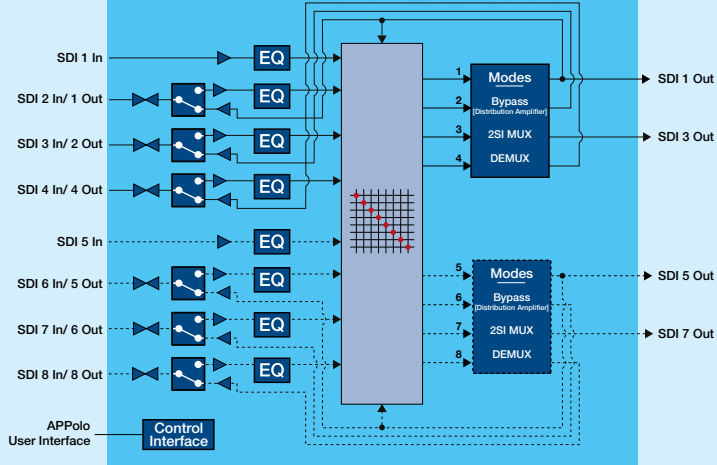 SDI 1 In
EQ
SDI 2 In/ 1 Out
EQ
SDI 3 In/ 2 Out
EQ
SDI 4 In/ 4 Out
EQ
SDI 5 In
EQ
SDI 6 In/ 5 Out
EQ
SDI 7 In/ 6 Out
EQ
SDI 8 In/ 8 Out
EQ
APPolo
User Interface
Control
Interface
1
2
3
4
Modes
Bypass
[Distribution Amplifier]
2SI MUX
DEMUX
SDI 1 Out
SDI 3 Out
5
6
7
8
Modes
Bypass
[Distribution Amplifier]
2SI MUX
DEMUX
SDI 5 Out
SDI 7 Out